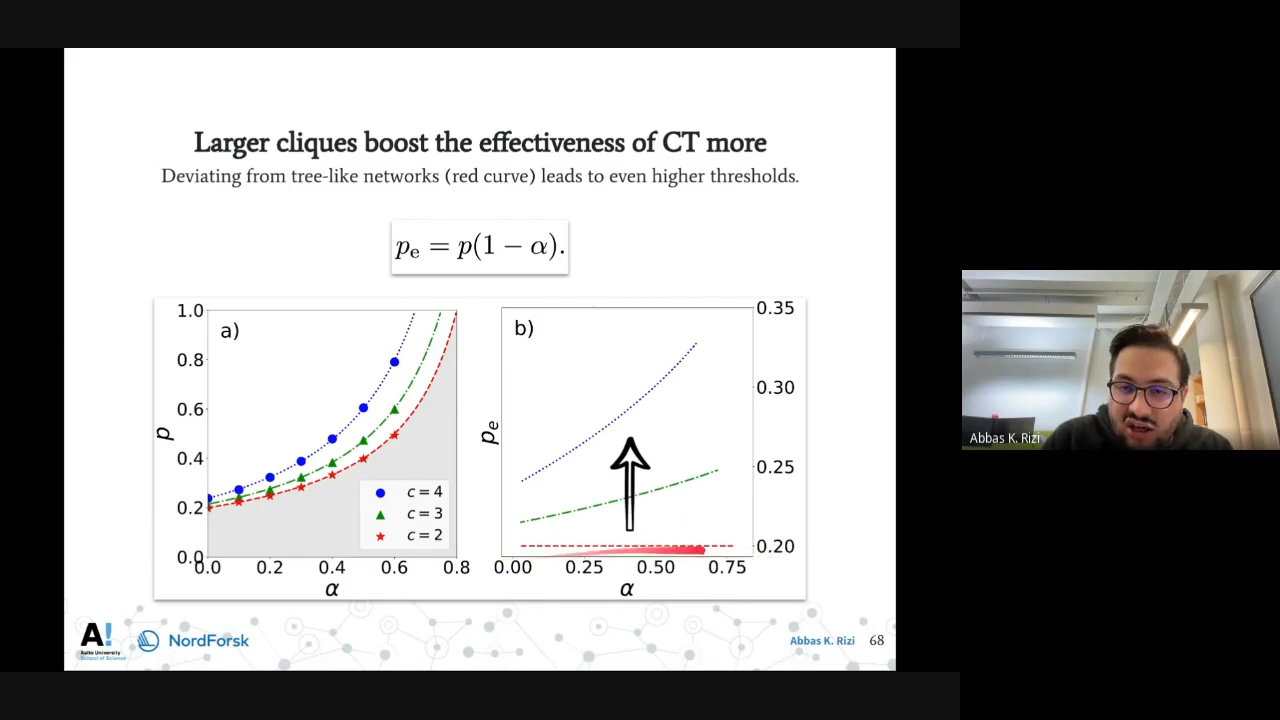 Larger cliques boost the effectiveness of CT more
Deviating from tree-like networks (red curve) leads to even higher thresholds.
pe = p(1 − α).
a)
p
1.0
0.8
0.6
0.4
0.2
0.0
c = 4
c = 3
c = 2
0.0 0.2 0.4 0.6 0.8
α
b)
pe
0.35
0.30
0.25
0.20
0.00 0.25 0.50 0.75
α
A!
Aalto University
School of Science
NordForsk
Abbas K. Rizi 68
Abbas K. Rizi